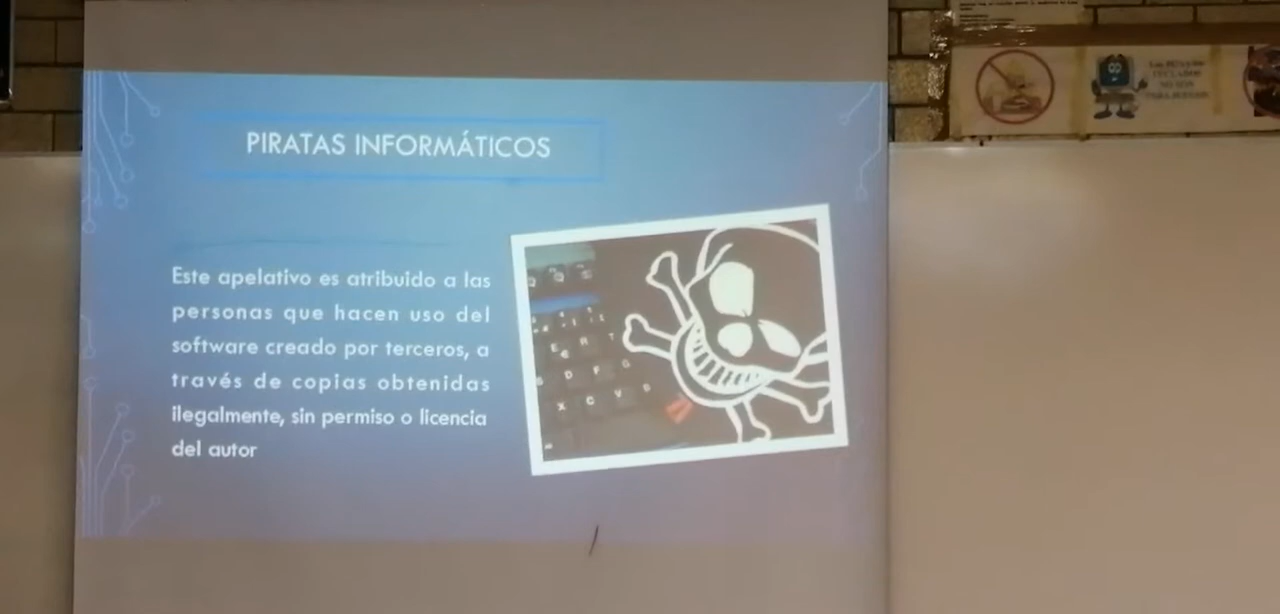 PIRATAS INFORMÁTICOS
Este apelativo es atribuido a las
personas que hacen uso del
software creado por terceros, a
través de copias obtenidas
ilegalmente, sin permiso o licencia
del autor
E R T
D F G
X C V